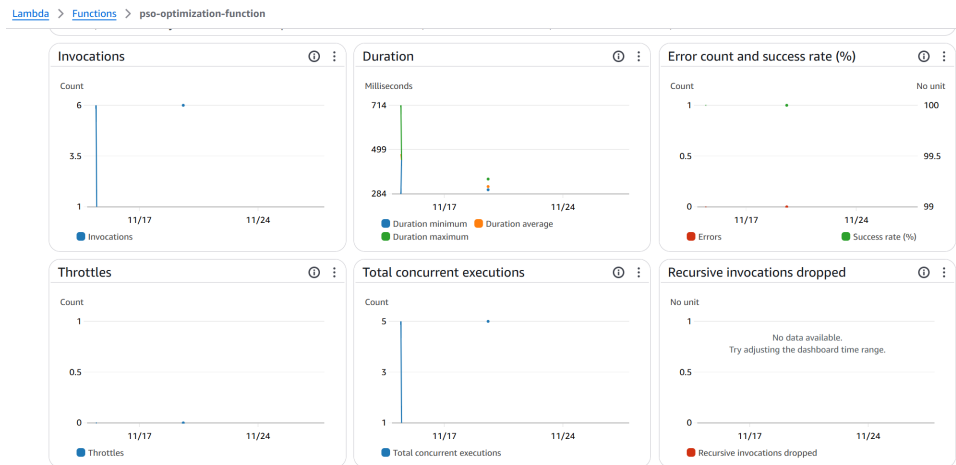 Lambda > Functions > pso-optimization-function
Invocations
Count
6
3.5
1
11/17 11/24
Invocations
Duration
Milliseconds
714
499
284
11/17 11/24
Duration minimum Duration average
Duration maximum
Error count and success rate (%)
Count No unit
1 100
0.5 99.5
0 99
11/17 11/24
Errors Success rate (%)
Throttles
Count
1
0.5
0
11/17 11/24
Throttles
Total concurrent executions
Count
5
3
1
11/17 11/24
Total concurrent executions
Recursive invocations dropped
No unit
1
No data available.
Try adjusting the dashboard time range.
0.5
0
11/17 11/24
Recursive invocations dropped